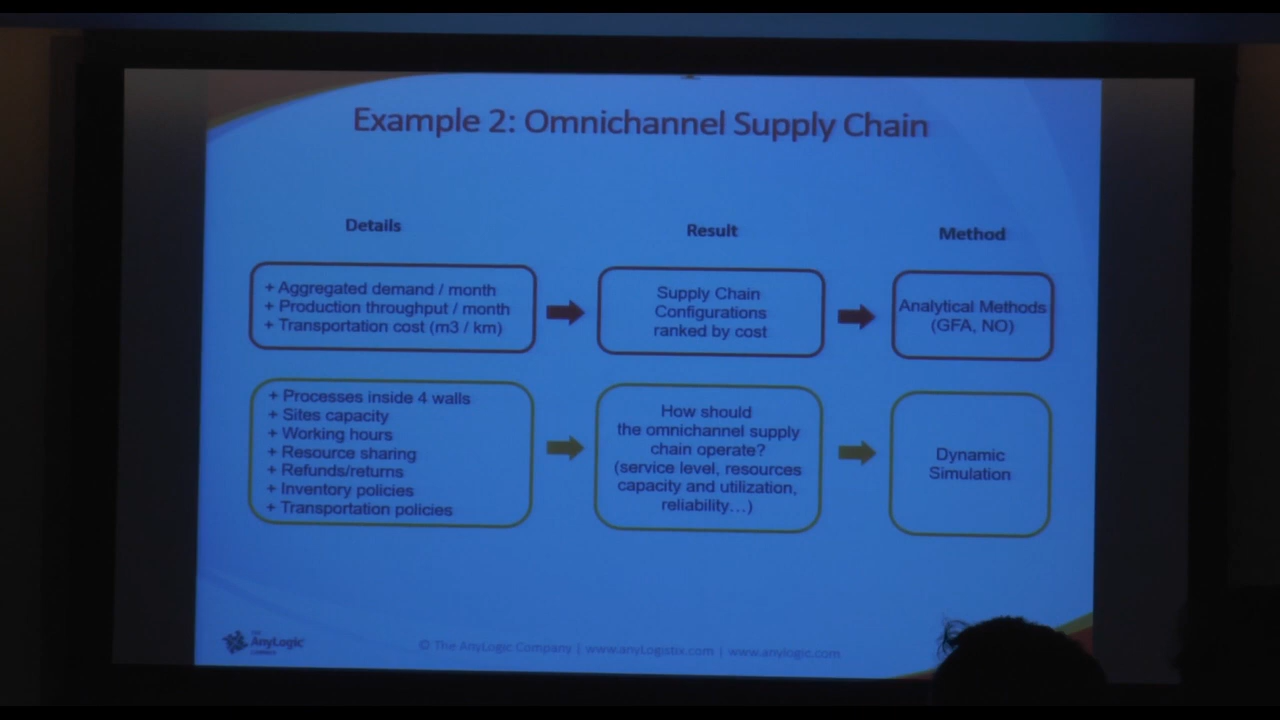 Example 2: Omnichannel Supply Chain
Details
Result
Method
+ Aggregated demand / month
+ Production throughput / month
+ Transportation cost (m3 / km)
Supply Chain
Configurations
ranked by cost
Analytical Methods
(GFA, NO)
+ Processes inside 4 walls
+ Sites capacity
+ Working hours
+ Resource sharing
+ Refunds/returns
+ Inventory policies
+ Transportation policies
How should
the omnichannel supply
chain operate?
(service level, resources
capacity and utilization,
reliability…)
Dynamic
Simulation
AnyLogic
© The AnyLogic Company | www.anyLogistix.com | www.anylogic.com